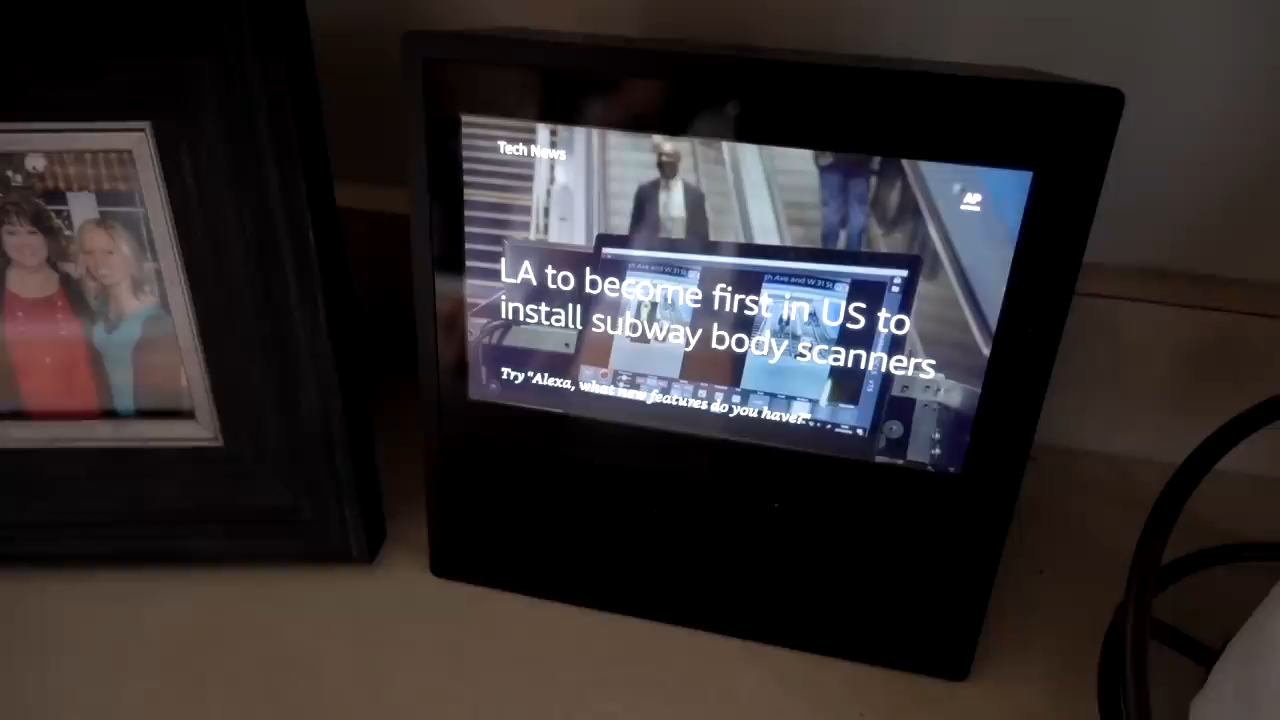 Tech News
AP
LA to become first in US to
install subway body scanners
Try "Alexa, what new features do you have?"